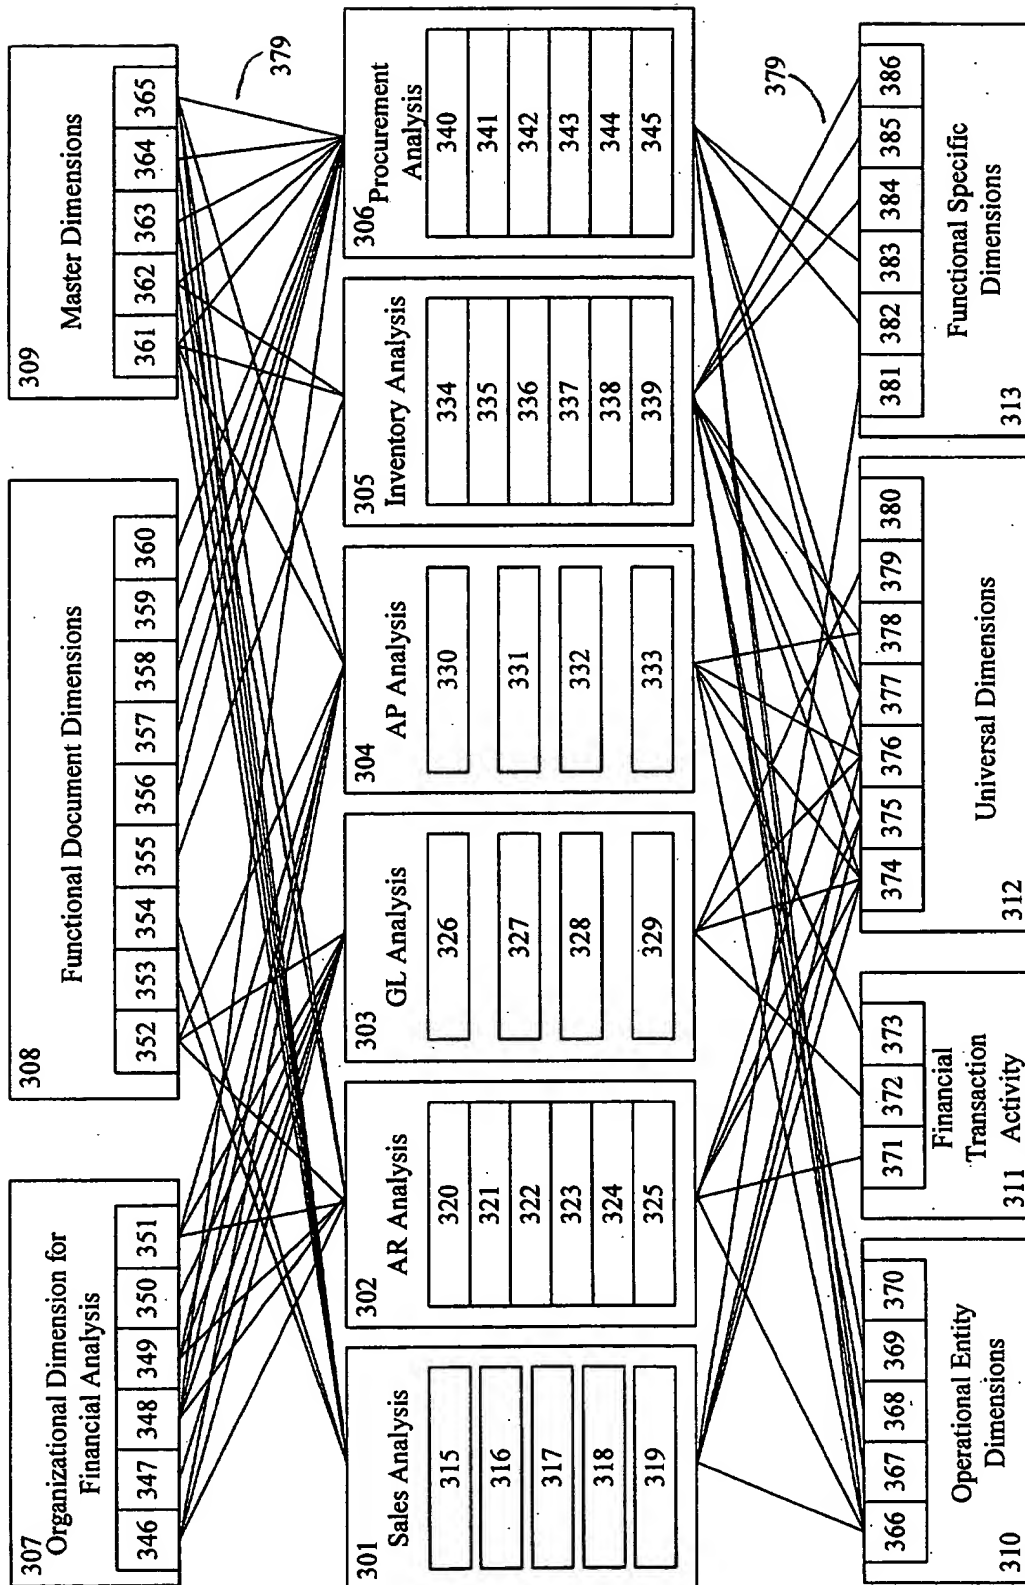 307
Organizational Dimension for
Financial Analysis
346 347 348 349 350 351
308
Functional Document Dimensions
352 353 354 355 356 357 358 359 360
309
Master Dimensions
361 362 363 364 365
379
301
Sales Analysis
315
316
317
318
319
302
AR Analysis
320
321
322
323
324
325
303
GL Analysis
326
327
328
329
304
AP Analysis
330
331
332
333
305
Inventory Analysis
334
335
336
337
338
339
306 Procurement
Analysis
340
341
342
343
344
345
379
366 367 368 369 370
Operational Entity
Dimensions
310
371 372 373
Financial
Transaction
Activity
311
374 375 376 377 378 379 380
Universal Dimensions
312
381 382 383 384 385 386
Functional Specific
Dimensions
313